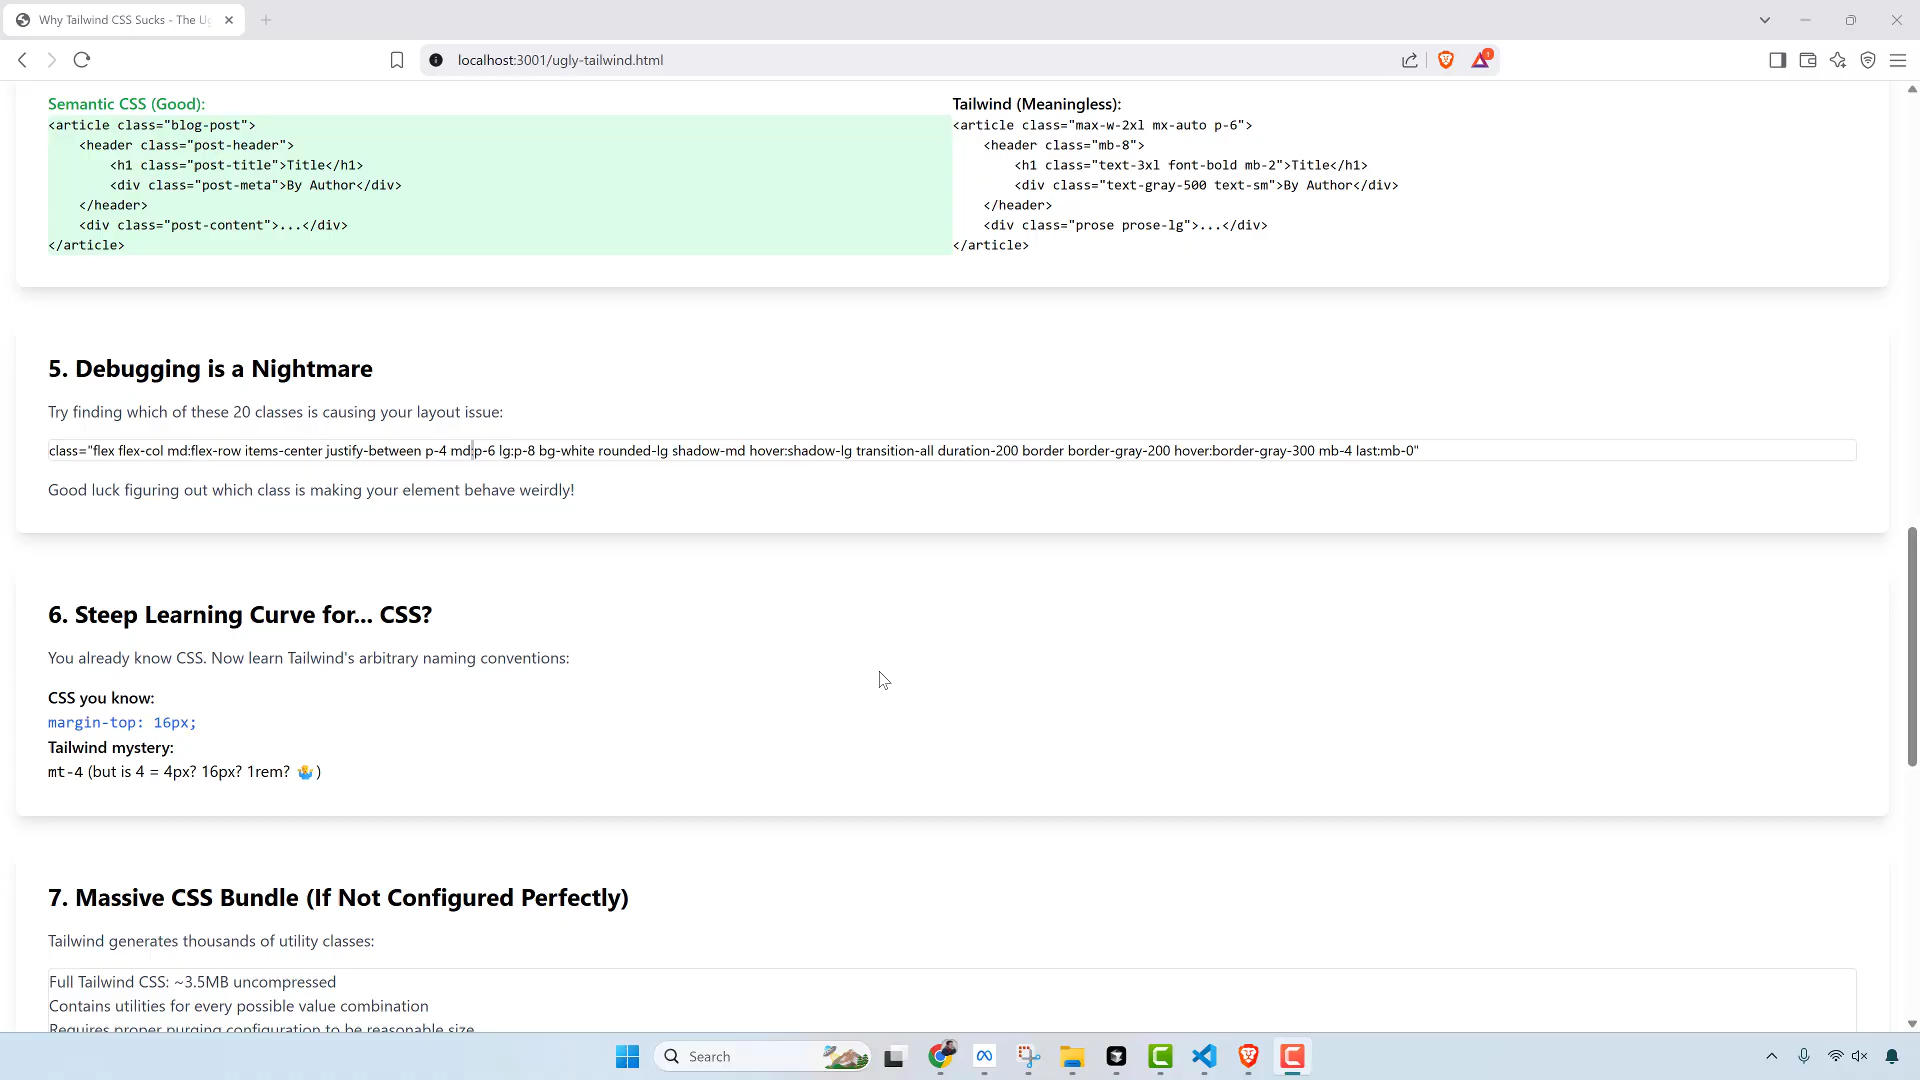 Why Tailwind CSS Sucks - The Ug
localhost:3001/ugly-tailwind.html
1
Semantic CSS (Good):
<article class="blog-post">
    <header class="post-header">
        <h1 class="post-title">Title</h1>
        <div class="post-meta">By Author</div>
    </header>
    <div class="post-content">...</div>
</article>
Tailwind (Meaningless):
<article class="max-w-2xl mx-auto p-6">
    <header class="mb-8">
        <h1 class="text-3xl font-bold mb-2">Title</h1>
        <div class="text-gray-500 text-sm">By Author</div>
    </header>
    <div class="prose prose-lg">...</div>
</article>
5. Debugging is a Nightmare
Try finding which of these 20 classes is causing your layout issue:
class="flex flex-col md:flex-row items-center justify-between p-4 md:p-6 lg:p-8 bg-white rounded-lg shadow-md hover:shadow-lg transition-all duration-200 border border-gray-200 hover:border-gray-300 mb-4 last:mb-0"
Good luck figuring out which class is making your element behave weirdly!
6. Steep Learning Curve for... CSS?
You already know CSS. Now learn Tailwind's arbitrary naming conventions:
CSS you know:
margin-top: 16px;
Tailwind mystery:
mt-4 (but is 4 = 4px? 16px? 1rem? 🤷)
7. Massive CSS Bundle (If Not Configured Perfectly)
Tailwind generates thousands of utility classes:
Full Tailwind CSS: ~3.5MB uncompressed
Contains utilities for every possible value combination
Requires proper purging configuration to be reasonable size
Search